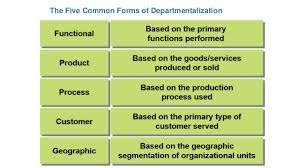 The Five Common Forms of Departmentalization
Functional
Based on the primary
functions performed
Product
Based on the goods/services
produced or sold
Process
Based on the production
process used
Customer
Based on the primary type of
customer served
Geographic
Based on the geographic
segmentation of organizational units